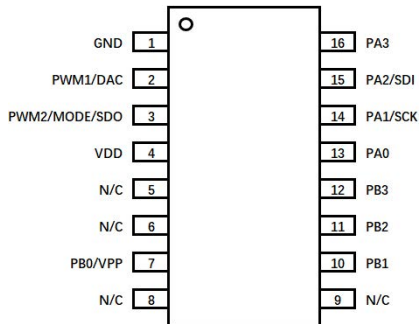 GND 1 16 PA3
PWM1/DAC 2 15 PA2/SDI
PWM2/MODE/SDO 3 14 PA1/SCK
VDD 4 13 PA0
N/C 5 12 PB3
N/C 6 11 PB2
PB0/VPP 7 10 PB1
N/C 8 9 N/C